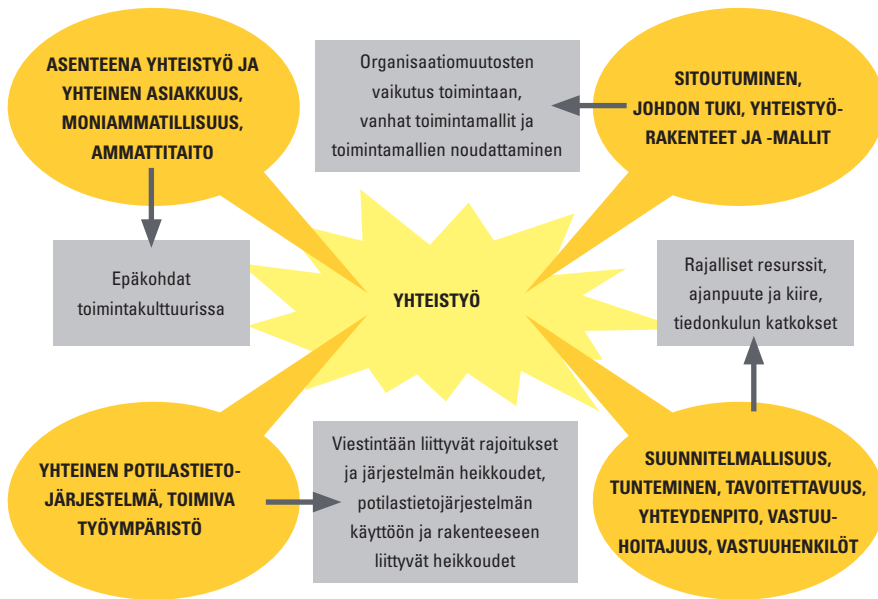 ASENTEENA YHTEISTYÖ JA
YHTEINEN ASIAKKUUS,
MONIAMMATILLISUUS,
AMMATTITAITO
Organisaatiomuutosten
vaikutus toimintaan,
vanhat toimintamallit ja
toimintamallien noudattaminen
SITOUTUMINEN,
JOHDON TUKI, YHTEISTYÖ-
RAKENTEET JA -MALLIT
Epäkohdat
toimintakulttuurissa
YHTEISTYÖ
Rajalliset resurssit,
ajanpuute ja kiire,
tiedonkulun katkokset
YHTEINEN POTILASTIETO-
JÄRJESTELMÄ, TOIMIVA
TYÖYMPÄRISTÖ
Viestintään liittyvät rajoitukset
ja järjestelmän heikkoudet,
potilastietojärjestelmän
käyttöön ja rakenteeseen
liittyvät heikkoudet
SUUNNITELMALLISUUS,
TUNTEMINEN, TAVOITETTAVUUS,
YHTEYDENPITO, VASTUU-
HOITAJUUS, VASTUUHENKILÖT